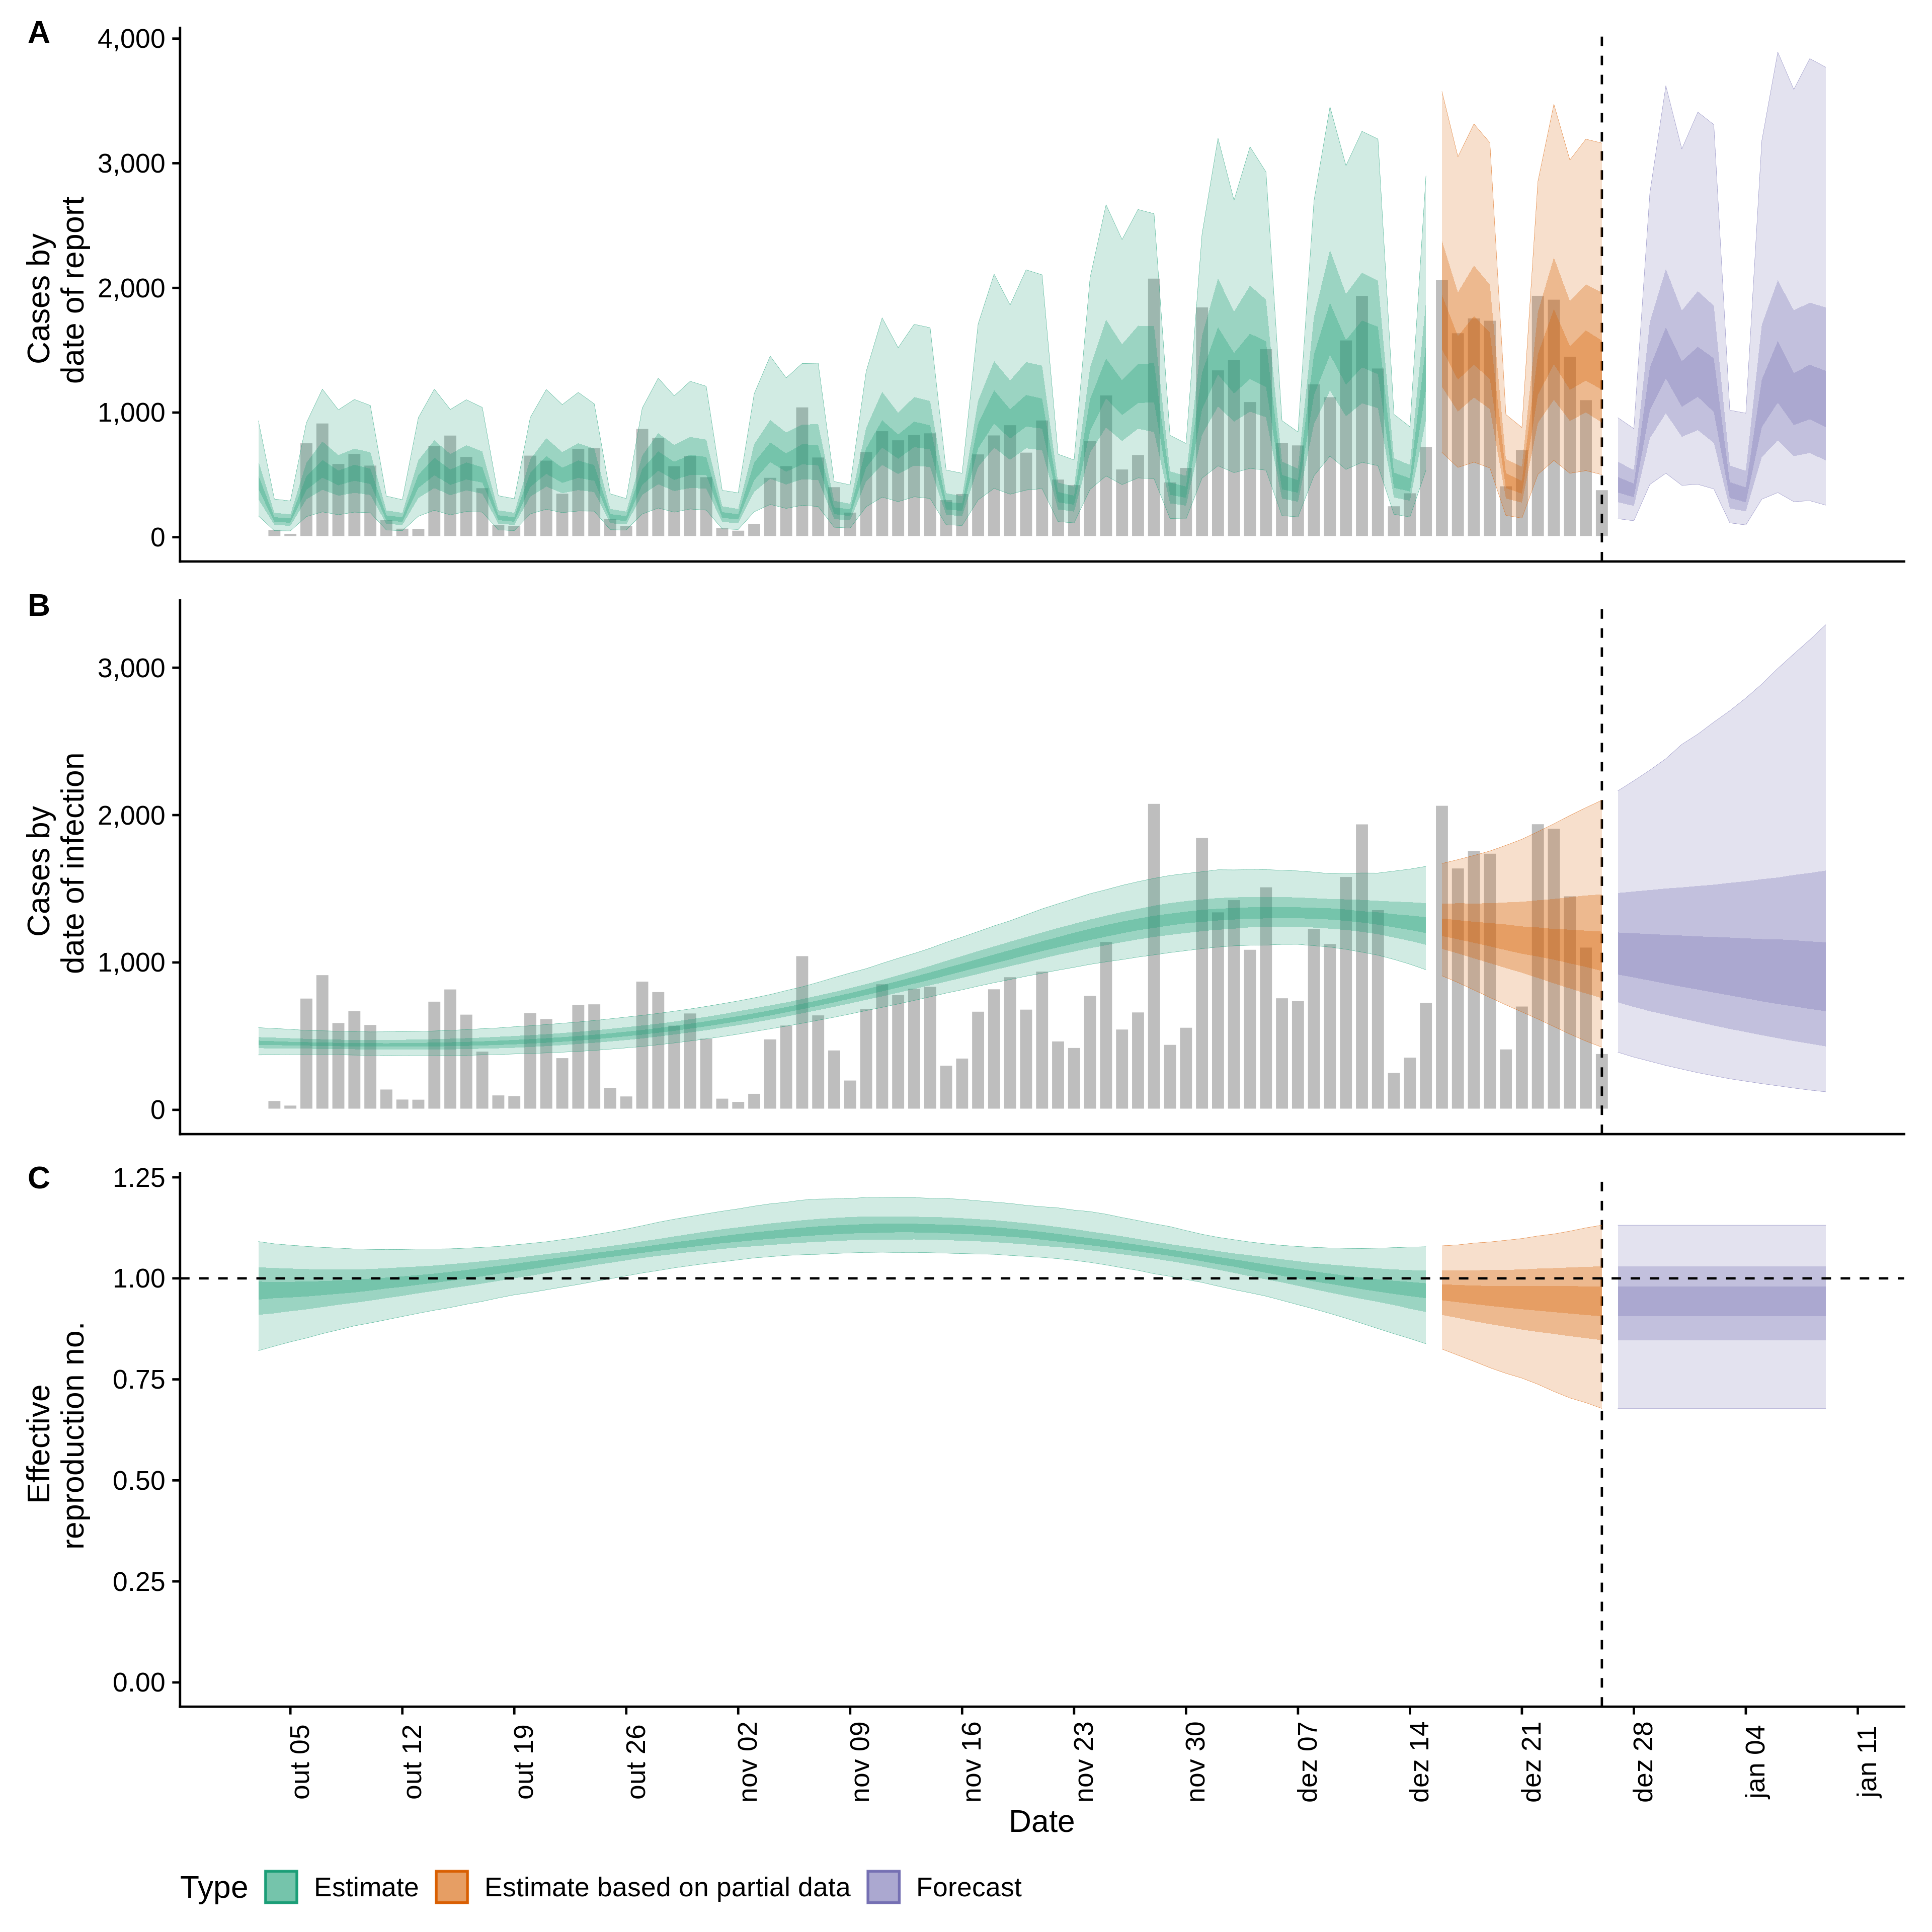 A
4,000
3,000
2,000
1,000
0
Cases by
date of report
B
3,000
2,000
1,000
0
Cases by
date of infection
C
1.25
1.00
0.75
0.50
0.25
0.00
Effective
reproduction no.
out 05
out 12
out 19
out 26
nov 02
nov 09
nov 16
nov 23
nov 30
dez 07
dez 14
dez 21
dez 28
jan 04
jan 11
Date
Type Estimate Estimate based on partial data Forecast